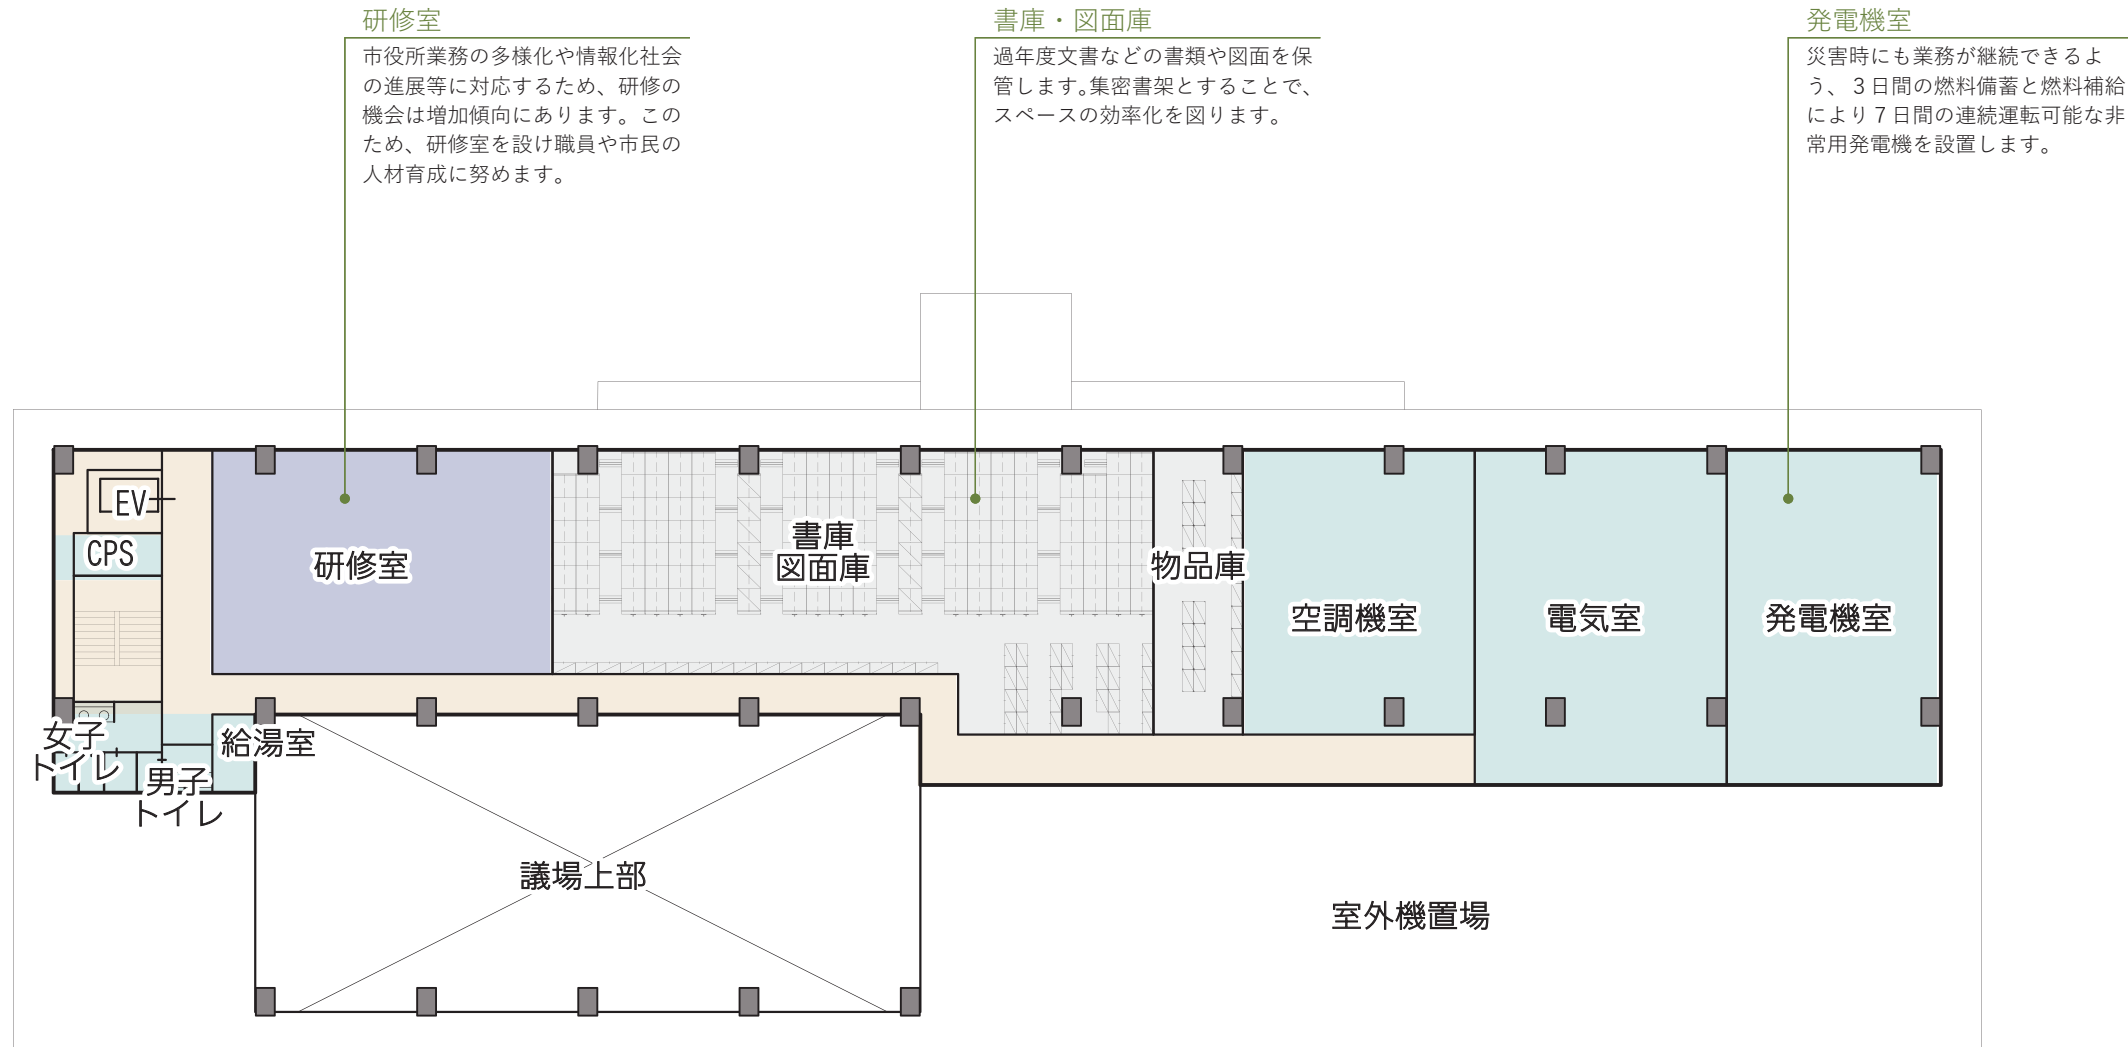 研修室
市役所業務の多様化や情報化社会
の進展等に対応するため、研修の
機会は増加傾向にあります。この
ため、研修室を設け職員や市民の
人材育成に努めます。
書庫・図面庫
過年度文書などの書類や図面を保
管します。集密書架とすることで、
スペースの効率化を図ります。
発電機室
災害時にも業務が継続できるよ
う、３日間の燃料備蓄と燃料補給
により７日間の連続運転可能な非
常用発電機を設置します。
EV
CPS
研修室
書庫
図面庫
物品庫
空調機室
電気室
発電機室
女子
トイレ
男子
トイレ
給湯室
議場上部
室外機置場